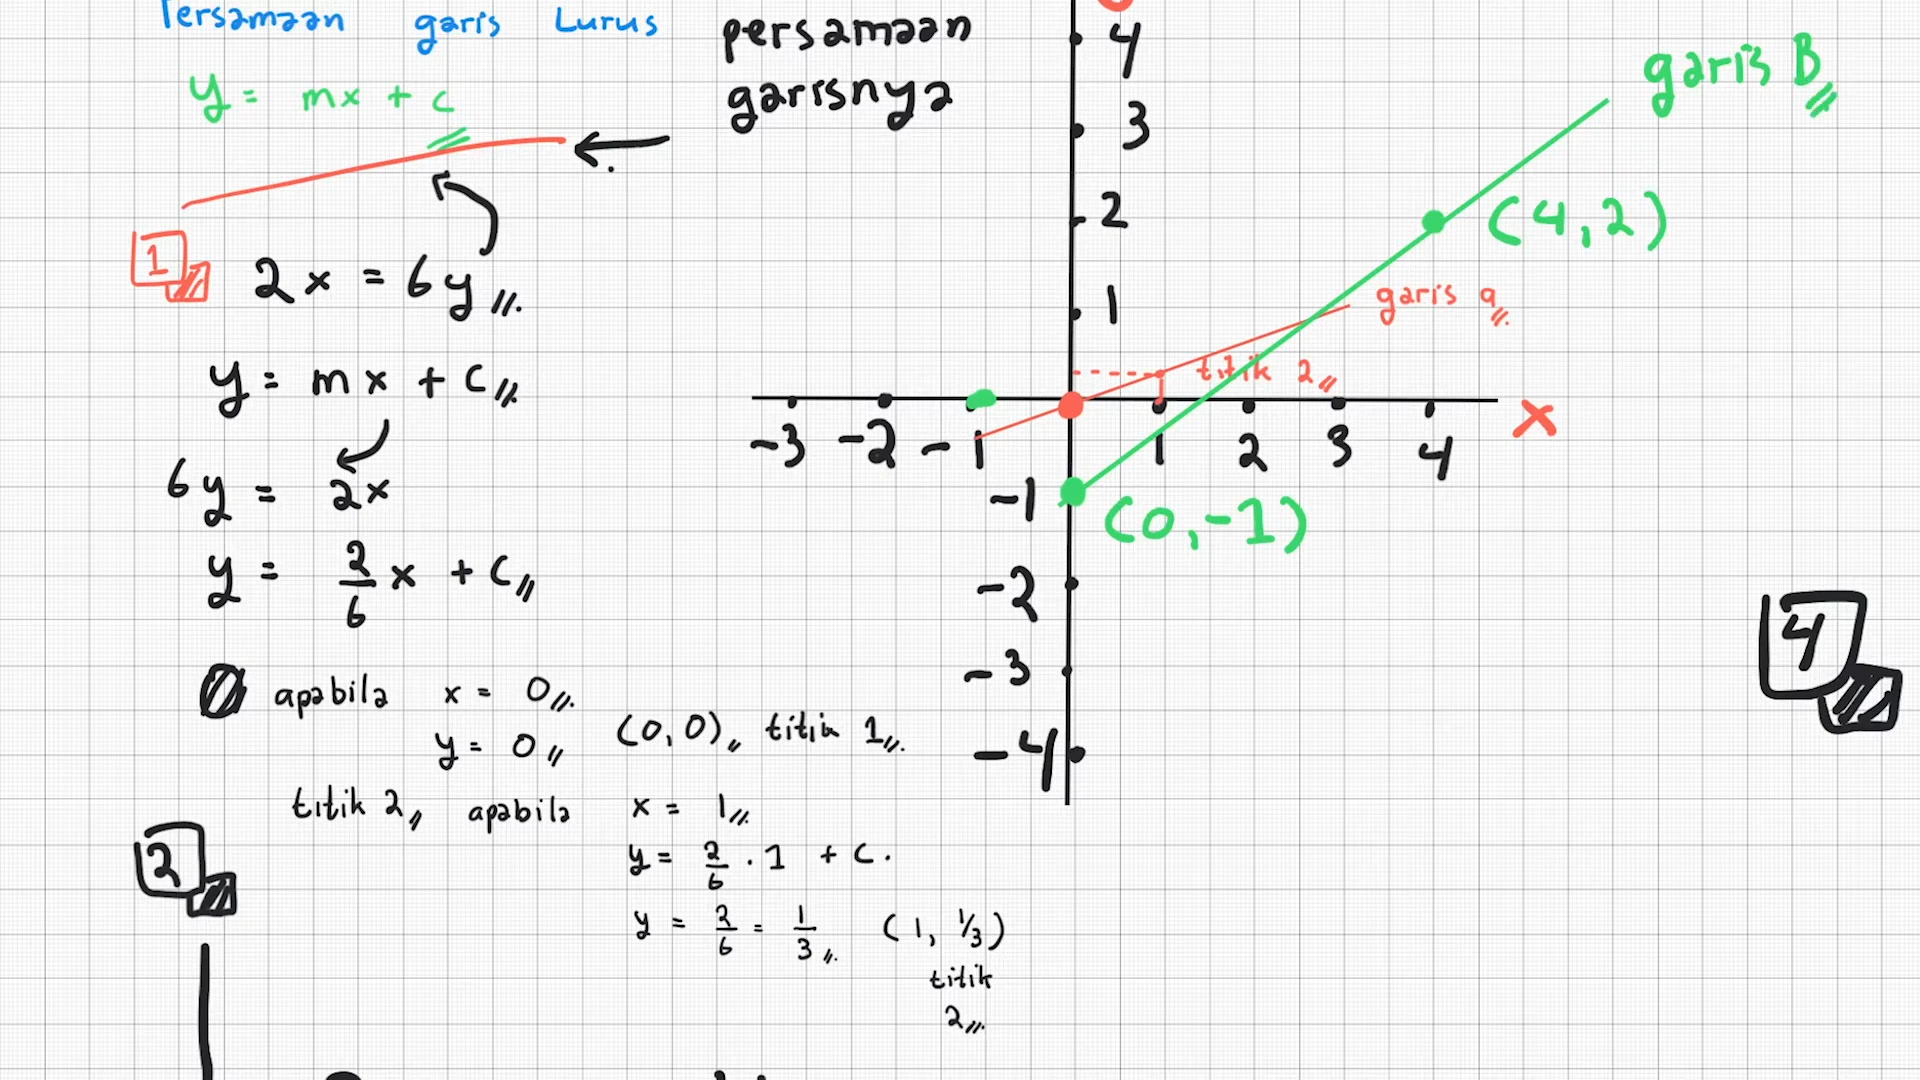 Persamaan garis Lurus
y = mx + c
persamaan
garisnya
1
2x = 6y
y = mx + c
6y = 2x
y = 2/6 x + c
apabila x = 0
y = 0
(0,0), titik 1
titik 2, apabila x = 1
y = 2/6 . 1 + c.
y = 2/6 = 1/3 (1, 1/3)
titik
2
2
4
3
2
1
-3 -2 -1 1 2 3 4 X
-1
-2
-3
-4
garis B
(4,2)
garis a
titik 2
(0,-1)
4